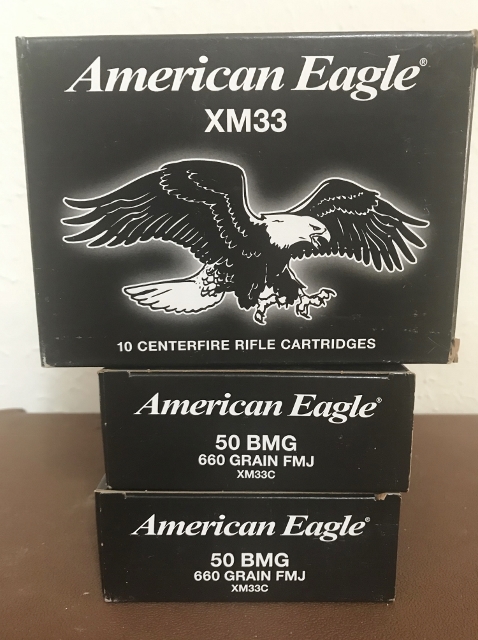 American Eagle®
XM33
10 CENTERFIRE RIFLE CARTRIDGES
American Eagle®
50 BMG
660 GRAIN FMJ
XM33C
American Eagle®
50 BMG
660 GRAIN FMJ
XM33C